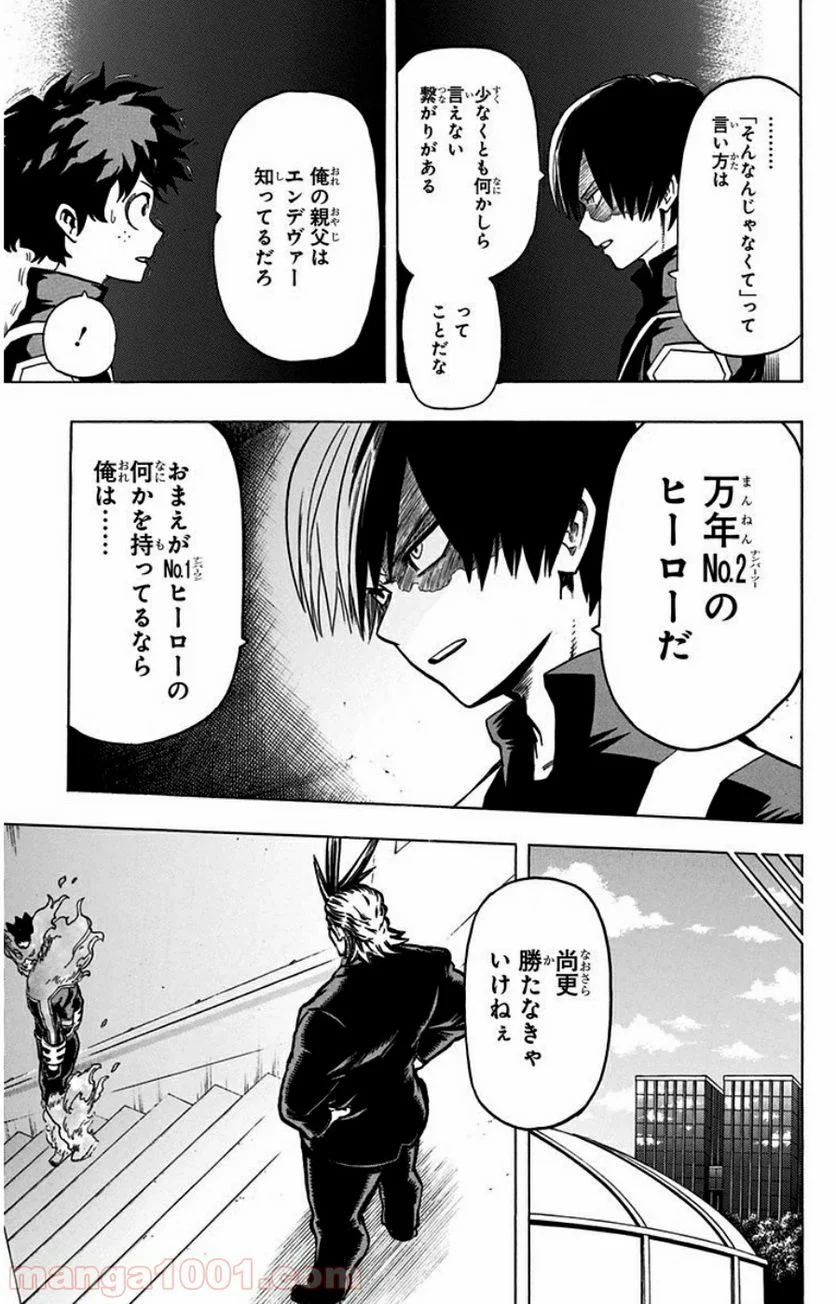 ………
「そんなんじゃなくて」って
言い方は
少なくとも何かしら
言えない
繋がりがある
って
ことだな
俺の親父は
エンデヴァー
知ってるだろ
！
万年No.2の
ヒーローだ
おまえがNo.1ヒーローの
何かを持ってるなら
俺は……
尚更
勝たなきゃ
いけねぇ
manga1001.com